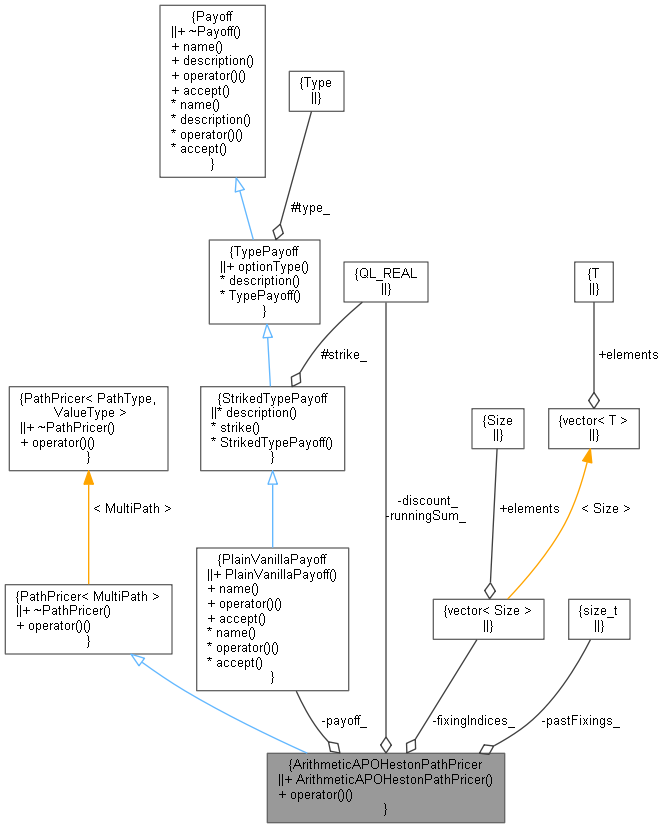 {Payoff
||+ ~Payoff()
+ name()
+ description()
+ operator()()
+ accept()
* name()
* description()
* operator()()
* accept()
}
{Type
||}
#type_
{TypePayoff
||+ optionType()
* description()
* TypePayoff()
}
{QL_REAL
||}
{T
||}
#strike_
+elements
{PathPricer< PathType,
ValueType >
||+ ~PathPricer()
+ operator()()
}
{StrikedTypePayoff
||* description()
* strike()
* StrikedTypePayoff()
}
{Size
||}
{vector< T >
||}
< MultiPath >
-discount_
-runningSum_
+elements
< Size >
{PathPricer< MultiPath >
||+ ~PathPricer()
+ operator()()
}
{PlainVanillaPayoff
||+ PlainVanillaPayoff()
+ name()
+ operator()()
+ accept()
* name()
* operator()()
* accept()
}
{vector< Size >
||}
{size_t
||}
-payoff_
-fixingIndices_
-pastFixings_
{ArithmeticAPOHestonPathPricer
||+ ArithmeticAPOHestonPathPricer()
+ operator()()
}